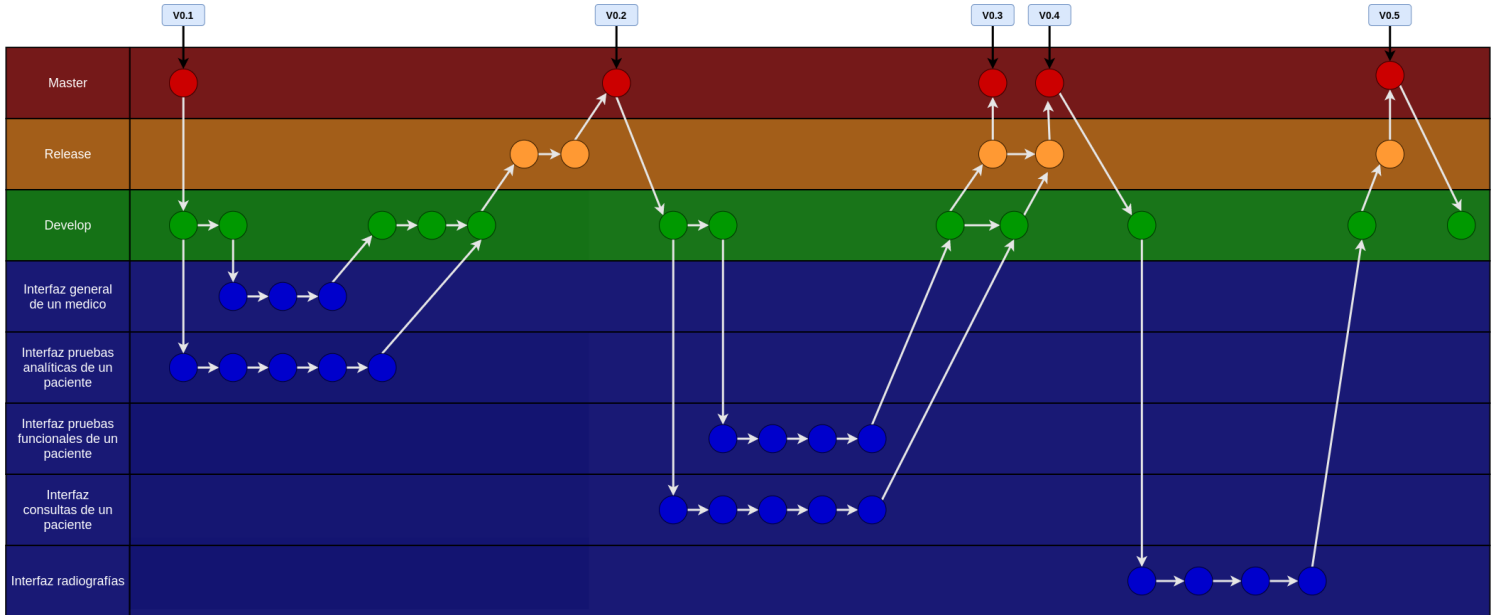 V0.1
V0.2
V0.3
V0.4
V0.5
Master
Release
Develop
Interfaz general
de un medico
Interfaz pruebas
analíticas de un
paciente
Interfaz pruebas
funcionales de un
paciente
Interfaz
consultas de un
paciente
Interfaz radiografías